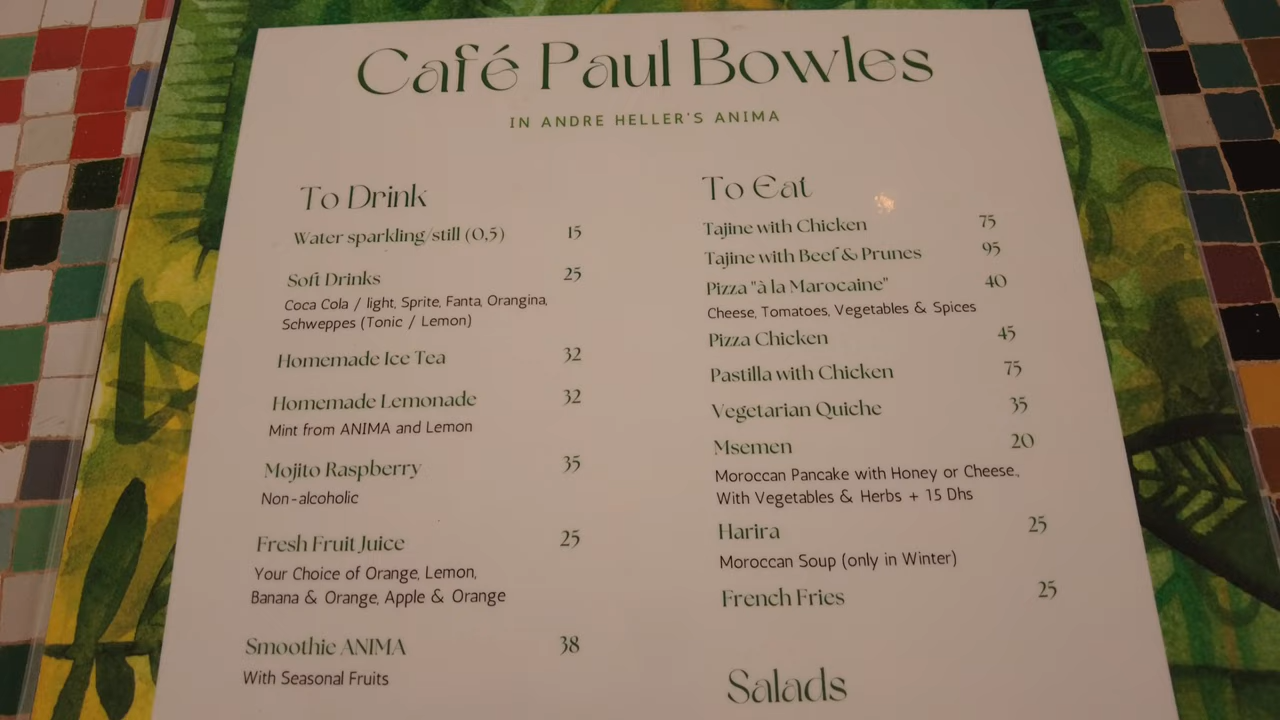 Café Paul Bowles
IN ANDRE HELLER'S ANIMA
To Drink
Water sparkling/still (0,5) 15
Soft Drinks 25
Coca Cola / light, Sprite, Fanta, Orangina,
Schweppes (Tonic / Lemon)
Homemade Ice Tea 32
Homemade Lemonade 32
Mint from ANIMA and Lemon
Mojito Raspberry 35
Non-alcoholic
Fresh Fruit Juice 25
Your Choice of Orange, Lemon,
Banana & Orange, Apple & Orange
Smoothie ANIMA 38
With Seasonal Fruits
To Eat
Tajine with Chicken 75
Tajine with Beef & Prunes 95
Pizza "à la Marocaine" 40
Cheese, Tomatoes, Vegetables & Spices
Pizza Chicken 45
Pastilla with Chicken 75
Vegetarian Quiche 35
Msemen 20
Moroccan Pancake with Honey or Cheese.,
With Vegetables & Herbs + 15 Dhs
Harira 25
Moroccan Soup (only in Winter)
French Fries 25
Salads